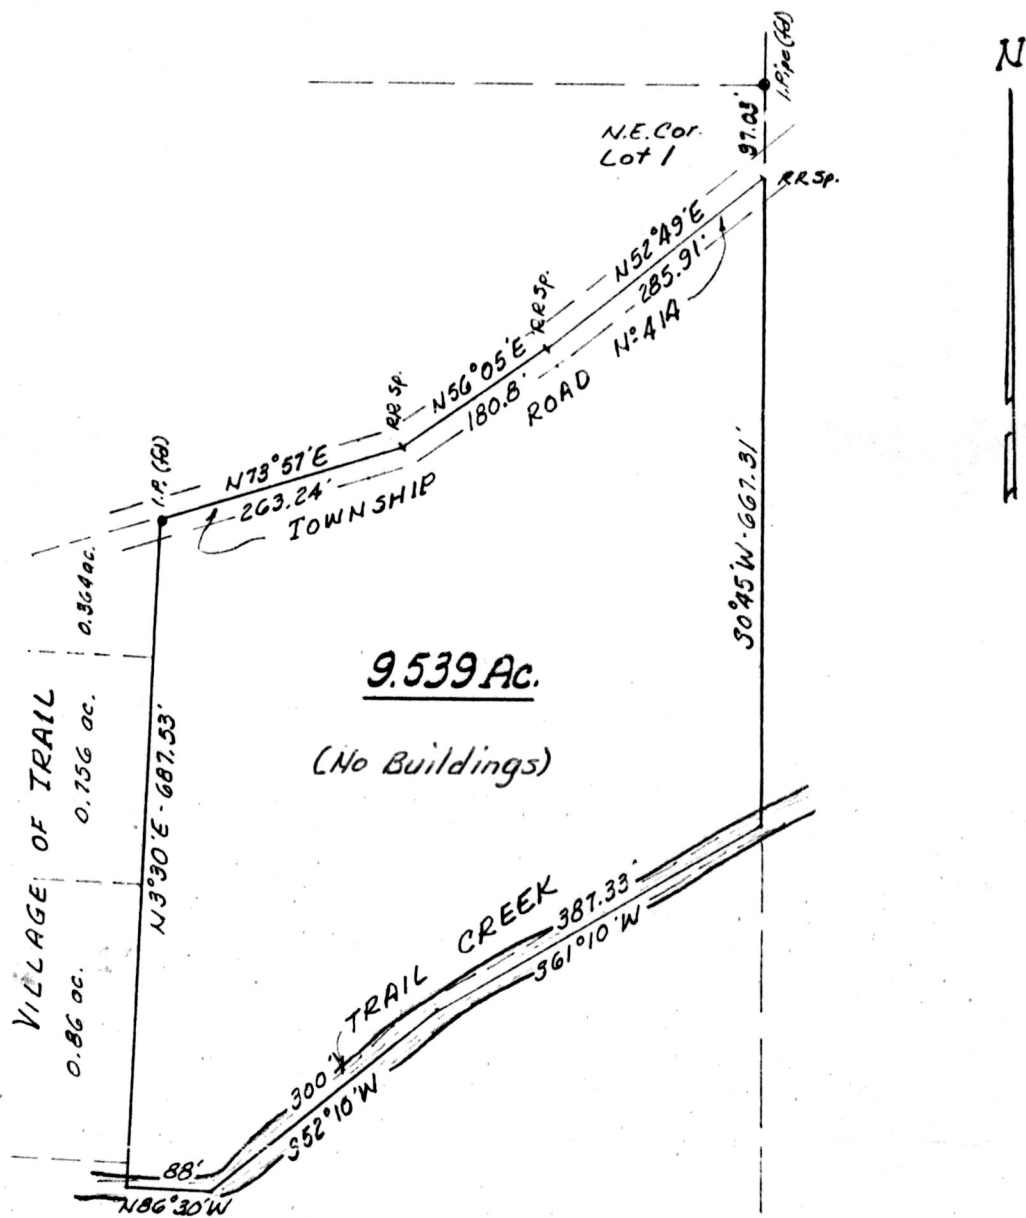 N
I.Pipe (fd)
97.03'
N.E. Cor.
Lot 1
RR Sp.
N52°49'E
285.91'
RR Sp.
N56°05'E
180.8'
RR Sp.
N73°57'E
263.24'
I.P. (fd)
TOWNSHIP
ROAD
Nº 414
S0°45'W - 667.31'
0.364 ac.
0.756 ac.
0.86 ac.
VILLAGE OF TRAIL
N3°30'E - 687.53'
9.539 Ac.
(No Buildings)
TRAIL CREEK
387.33'
S61°10'W
300'
S52°10'W
88'
N86°30'W